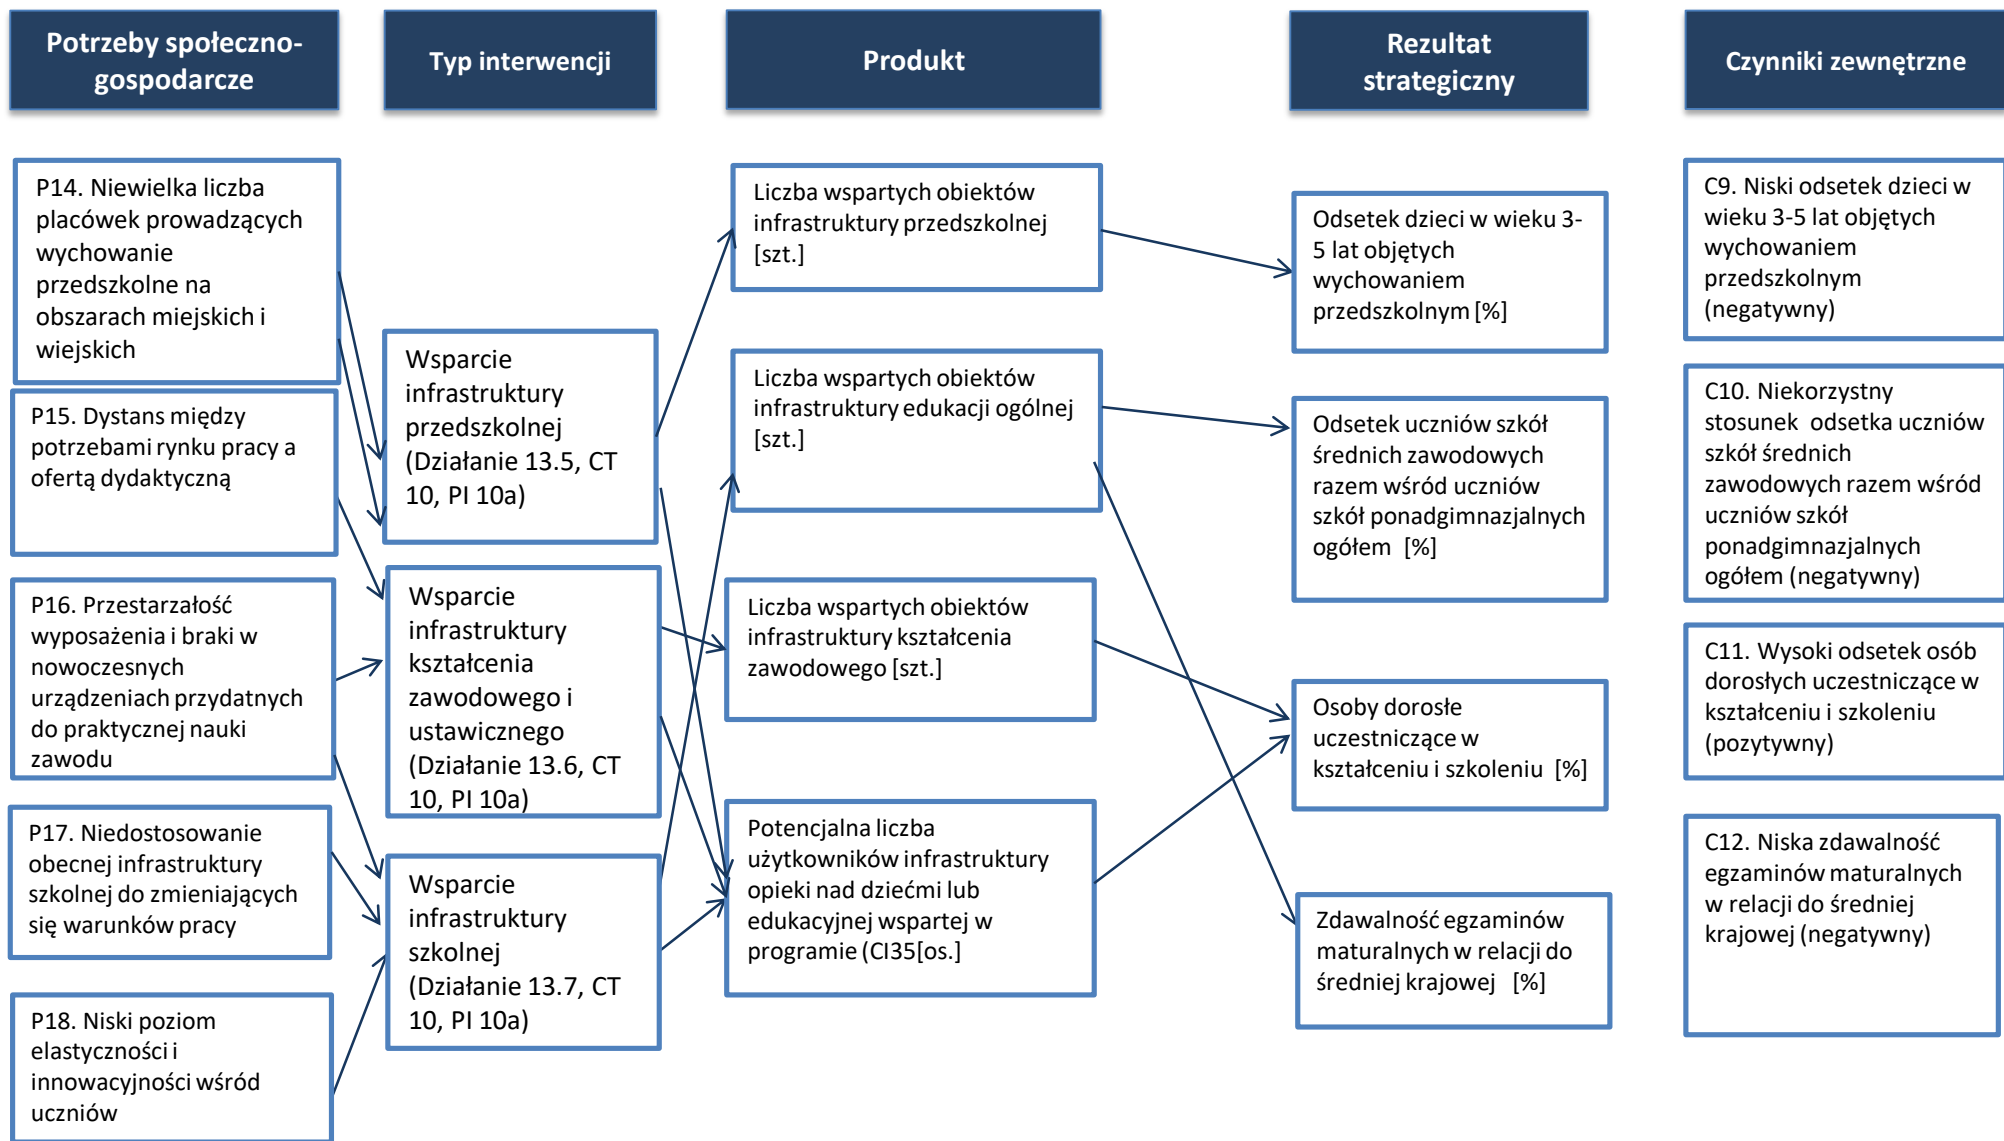 Potrzeby społeczno-
gospodarcze
Typ interwencji
Produkt
Rezultat
strategiczny
Czynniki zewnętrzne
P14. Niewielka liczba
placówek prowadzących
wychowanie
przedszkolne na
obszarach miejskich i
wiejskich
P15. Dystans między
potrzebami rynku pracy a
ofertą dydaktyczną
P16. Przestarzałość
wyposażenia i braki w
nowoczesnych
urządzeniach przydatnych
do praktycznej nauki
zawodu
P17. Niedostosowanie
obecnej infrastruktury
szkolnej do zmieniających
się warunków pracy
P18. Niski poziom
elastyczności i
innowacyjności wśród
uczniów
Wsparcie
infrastruktury
przedszkolnej
(Działanie 13.5, CT
10, PI 10a)
Wsparcie
infrastruktury
kształcenia
zawodowego i
ustawicznego
(Działanie 13.6, CT
10, PI 10a)
Wsparcie
infrastruktury
szkolnej
(Działanie 13.7, CT
10, PI 10a)
Liczba wspartych obiektów
infrastruktury przedszkolnej
[szt.]
Liczba wspartych obiektów
infrastruktury edukacji ogólnej
[szt.]
Liczba wspartych obiektów
infrastruktury kształcenia
zawodowego [szt.]
Potencjalna liczba
użytkowników infrastruktury
opieki nad dziećmi lub
edukacyjnej wspartej w
programie (CI35[os.]
Odsetek dzieci w wieku 3-
5 lat objętych
wychowaniem
przedszkolnym [%]
Odsetek uczniów szkół
średnich zawodowych
razem wśród uczniów
szkół ponadgimnazjalnych
ogółem [%]
Osoby dorosłe
uczestniczące w
kształceniu i szkoleniu [%]
Zdawalność egzaminów
maturalnych w relacji do
średniej krajowej [%]
C9. Niski odsetek dzieci w
wieku 3-5 lat objętych
wychowaniem
przedszkolnym
(negatywny)
C10. Niekorzystny
stosunek odsetka uczniów
szkół średnich
zawodowych razem wśród
uczniów szkół
ponadgimnazjalnych
ogółem (negatywny)
C11. Wysoki odsetek osób
dorosłych uczestniczące w
kształceniu i szkoleniu
(pozytywny)
C12. Niska zdawalność
egzaminów maturalnych
w relacji do średniej
krajowej (negatywny)